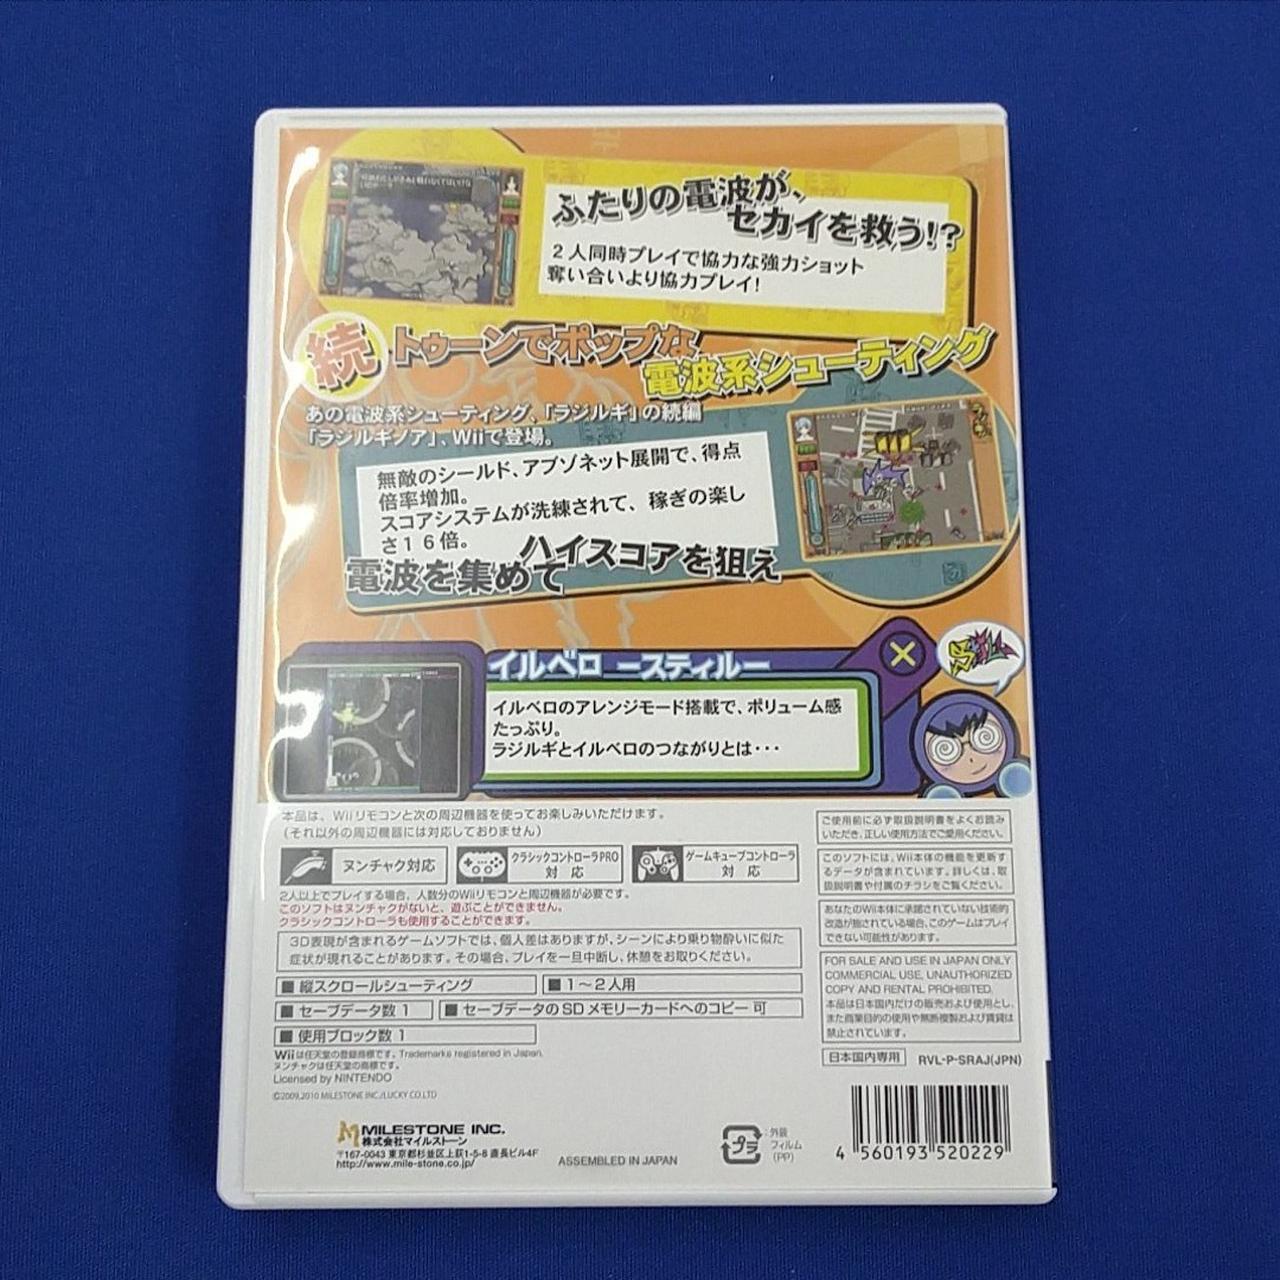 ふたりの電波が、
セカイを救う!?
2人同時プレイで協力な強力ショット
奪い合いより協力プレイ!
続 トゥーンでポップな
電波系シューティング
あの電波系シューティング、「ラジルギ」の続編
「ラジルギノア」、Wiiで登場。
無敵のシールド、アブソネット展開で、得点
倍率増加。
スコアシステムが洗練されて、稼ぎの楽し
さ16倍。
電波を集めて
ハイスコアを狙え
イルベロ ースティルー
イルベロのアレンジモード搭載で、ボリューム感
たっぷり。
ラジルギとイルベロのつながりとは・・・
本品は、Wiiリモコンと次の周辺機器を使ってお楽しみいただけます。
(それ以外の周辺機器には対応しておりません)
ヌンチャク対応
クラシックコントローラPRO
対 応
ゲームキューブコントローラ
対 応
2人以上でプレイする場合、人数分のWiiリモコンと周辺機器が必要です。
このソフトはヌンチャクがないと、遊ぶことができません。
クラシックコントローラも使用することができます。
3D表現が含まれるゲームソフトでは、個人差はありますが、シーンにより乗り物酔いに似た
症状が現れることがあります。その場合、プレイを一旦中断し、休憩をお取りください。
■縦スクロールシューティング
■1〜2人用
■セーブデータ数 1
■セーブデータのSDメモリーカードへのコピー 可
■使用ブロック数 1
Wiiは任天堂の登録商標です。Trademarks registered in Japan.
ヌンチャクは任天堂の商標です。
Licensed by NINTENDO
©2009,2010 MILESTONE INC./LUCKY CO.LTD
MILESTONE INC.
株式会社マイルストーン
〒167-0043 東京都杉並区上荻1-5-8 直長ビル4F
http://www.mile-stone.co.jp/
ASSEMBLED IN JAPAN
ご使用前に必ず取扱説明書をよくお読み
いただき、正しい使用方法でご愛用ください。
このソフトには、Wii本体の機能を更新す
るデータが含まれています。詳しくは、取
扱説明書や付属のチラシをご覧ください。
あなたのWii本体に承諾されていない技術的
改造が施されている場合、このゲームはプレイ
できない可能性があります。
FOR SALE AND USE IN JAPAN ONLY
COMMERCIAL USE, UNAUTHORIZED
COPY AND RENTAL PROHIBITED.
本品は日本国内だけの販売および使用とし、
また商業目的の使用や無断複製および賃貸は
禁止されています。
日本国内専用 RVL-P-SRAJ(JPN)
プラ
:外装
フィルム
(PP)
4 560193 520229